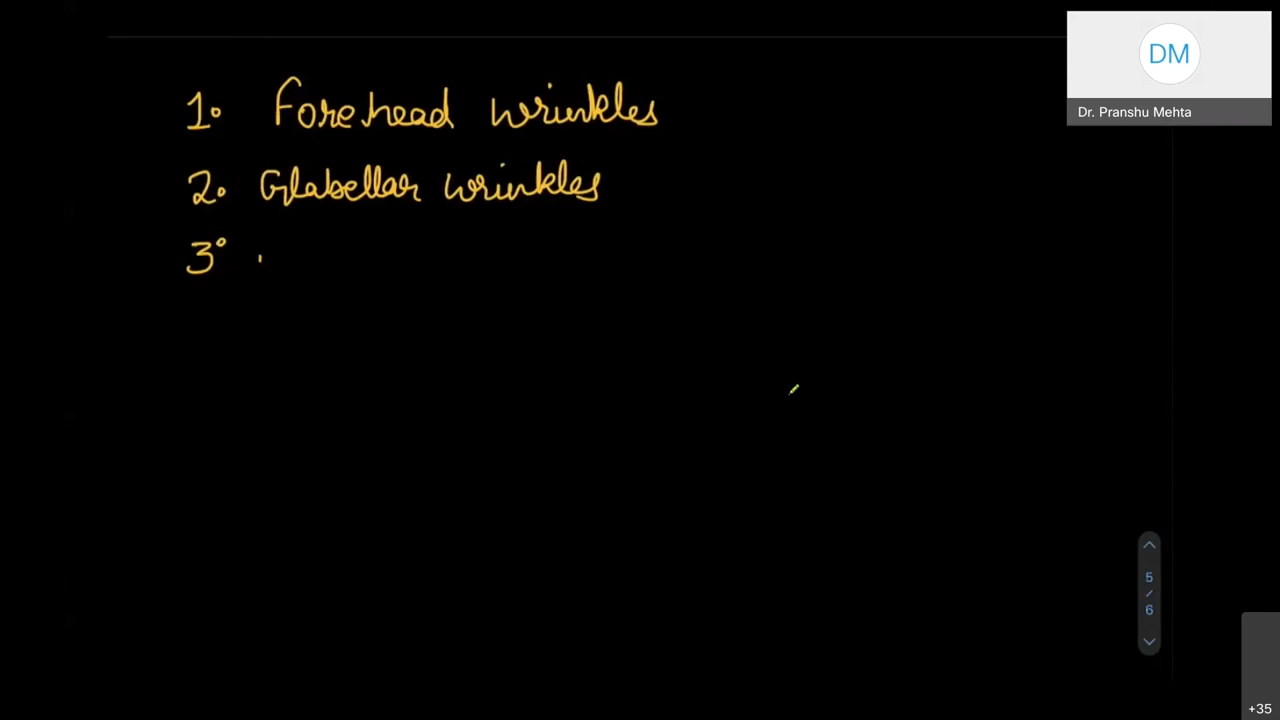 DM
Dr. Pranshu Mehta
1. Forehead wrinkles
2. Glabellar wrinkles
3.
5
/
6
+35